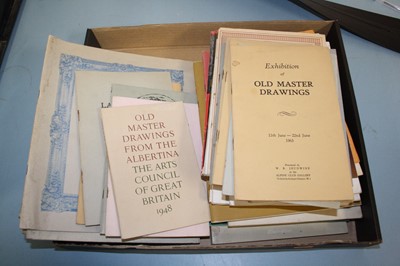 OLD
MASTER
DRAWINGS
FROM THE
ALBERTINA
THE ARTS
COUNCIL
OF GREAT
BRITAIN
1948
Exhibition
of
OLD MASTER
DRAWINGS